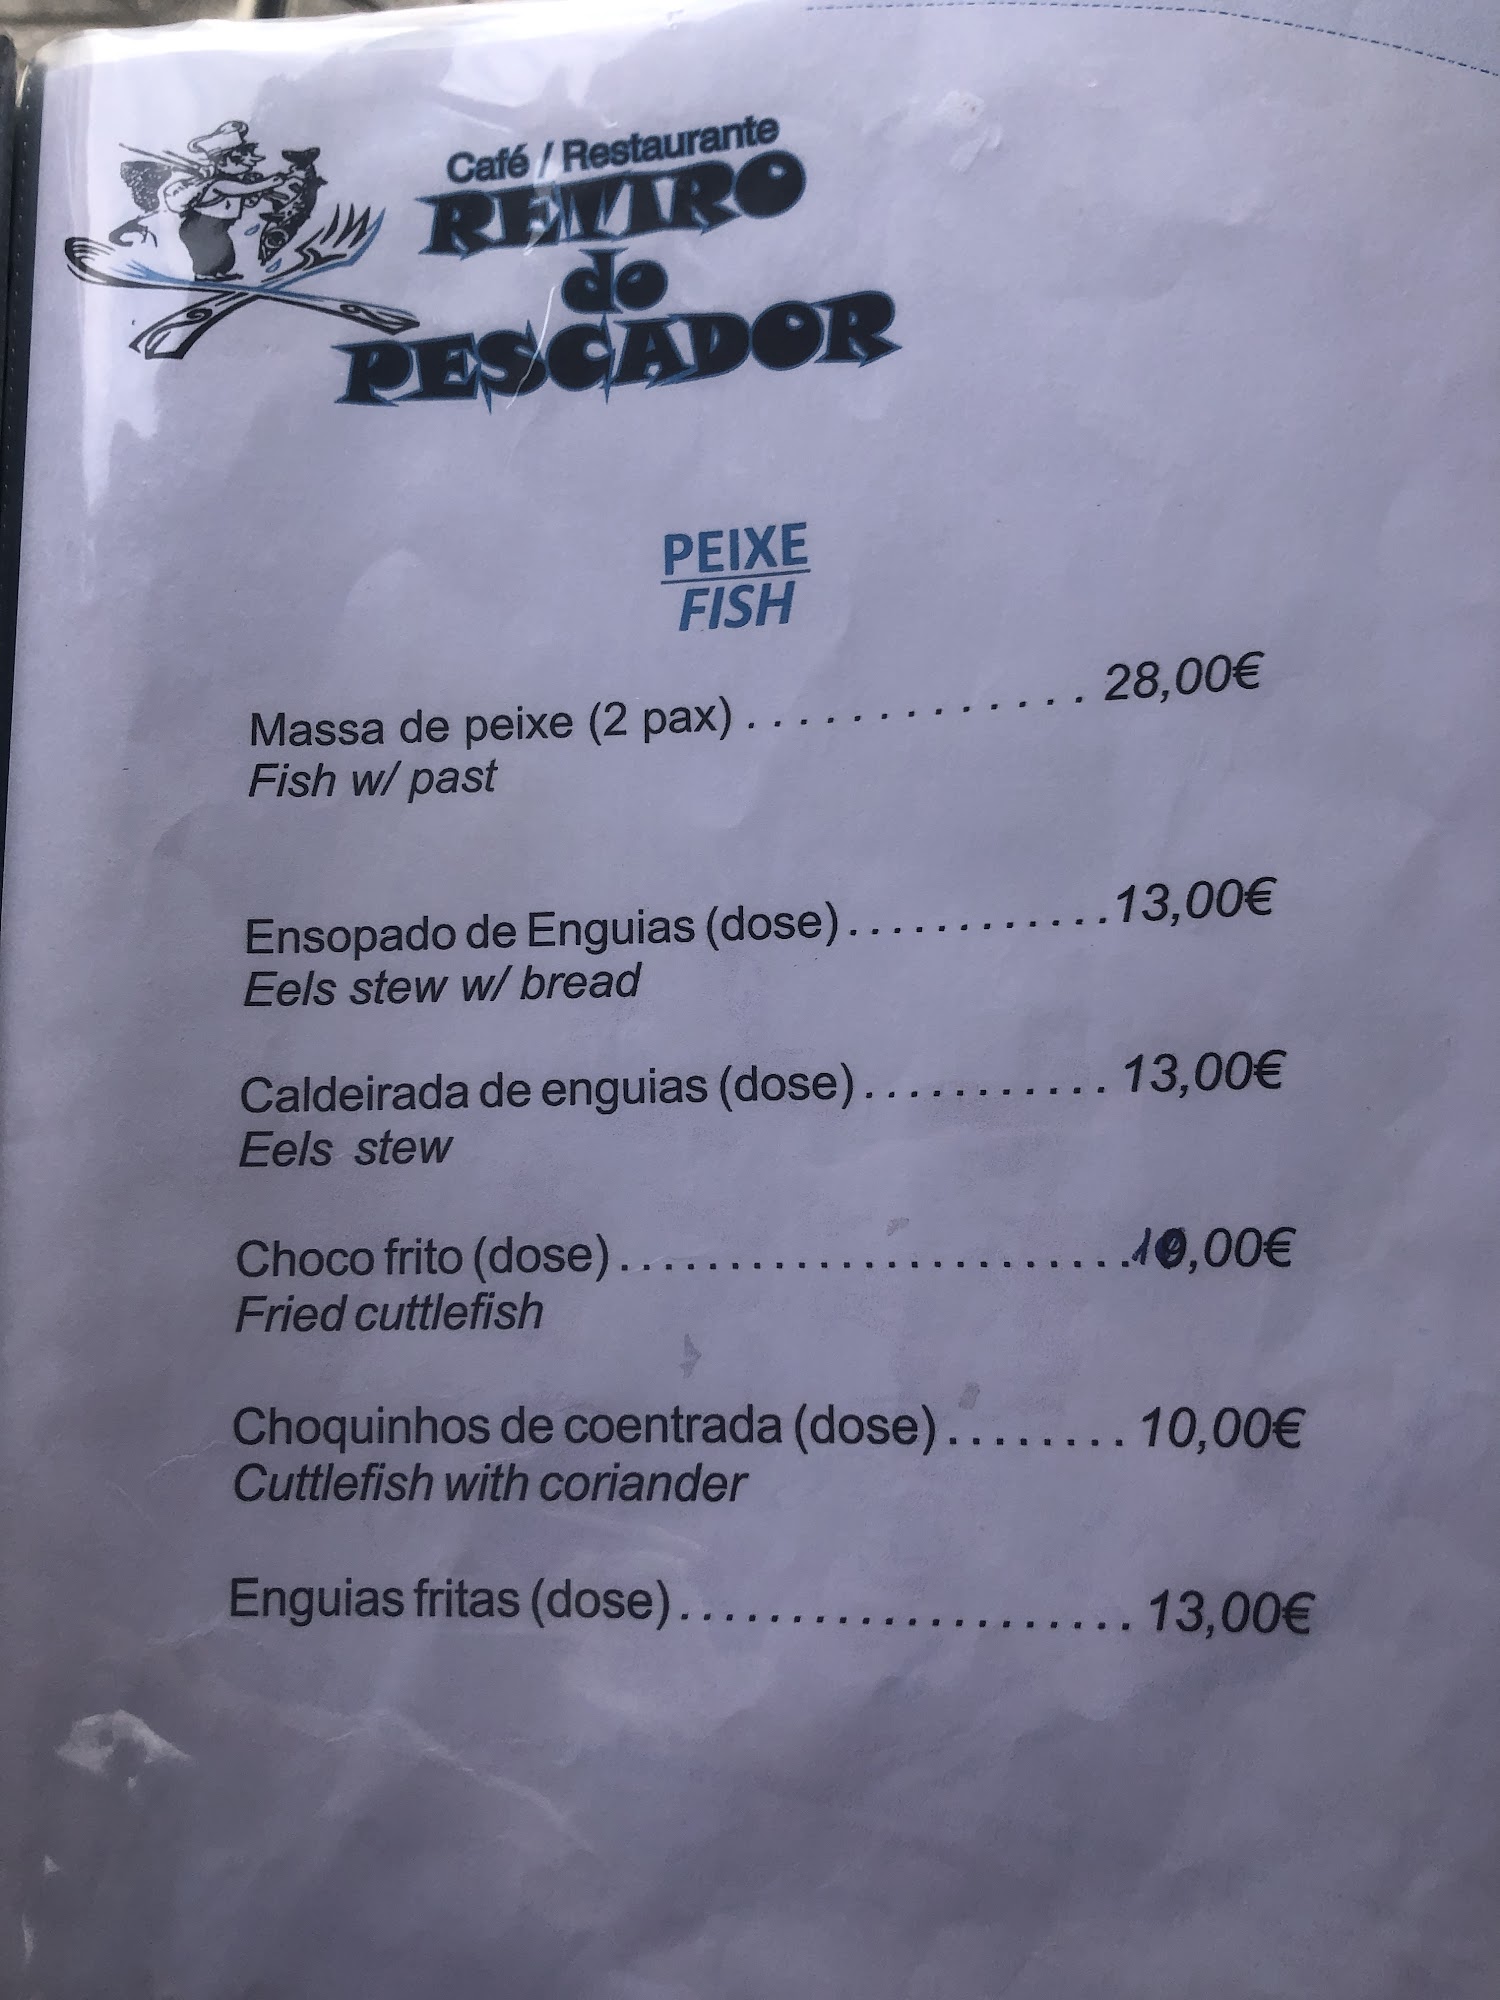 Café / Restaurante
RETIRO
do
PESCADOR
PEIXE
FISH
Massa de peixe (2 pax) ............. 28,00€
Fish w/ past
Ensopado de Enguias (dose) ............ 13,00€
Eels stew w/ bread
Caldeirada de enguias (dose) ........... 13,00€
Eels stew
Choco frito (dose) ....................... ,00€
Fried cuttlefish
Choquinhos de coentrada (dose) ........ 10,00€
Cuttlefish with coriander
Enguias fritas (dose) .................... 13,00€